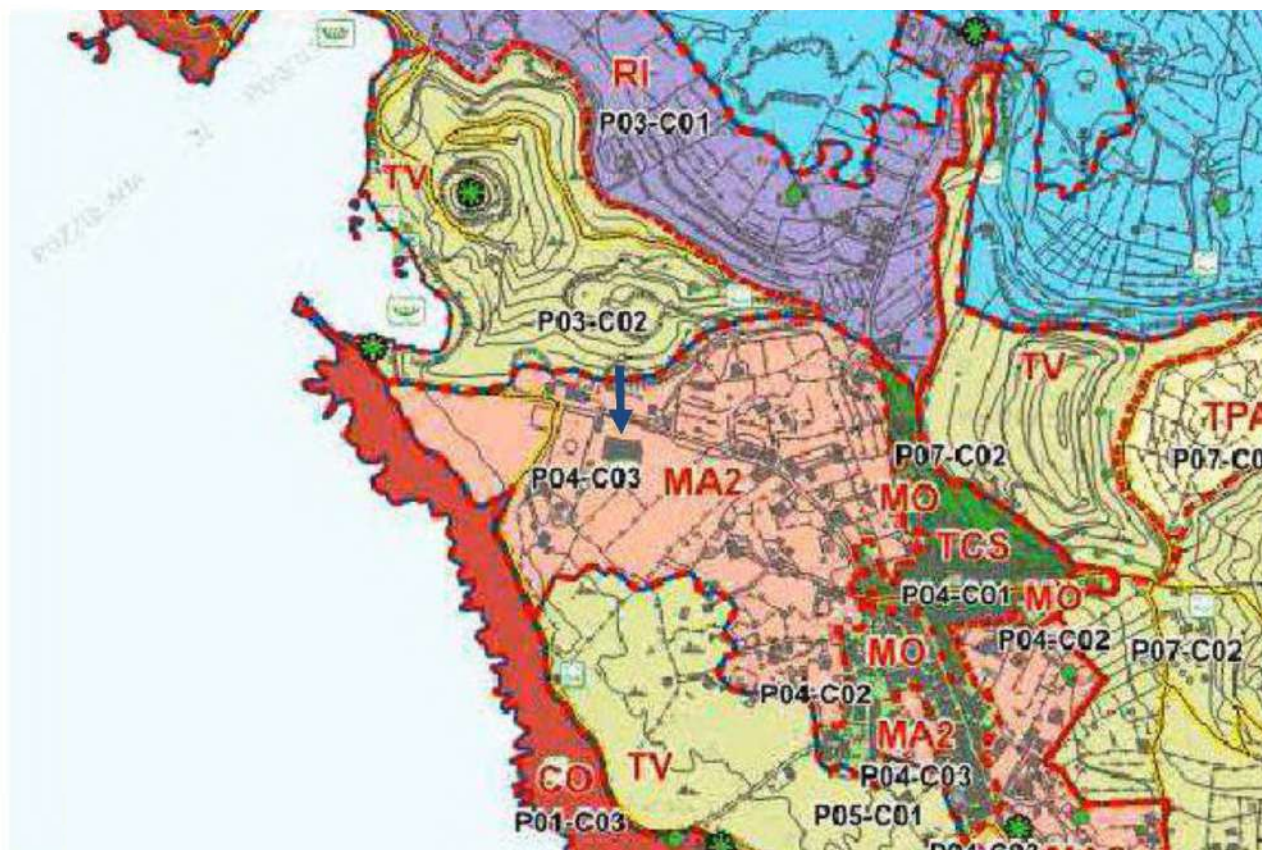 RI
P03-C01
TV
P03-C02
TV
TPA
P07-C02
P07-C0
P04-C03
MA2
MO
TCS
P04-C01
MO
P04-C02
MO
P07-C02
P04-C02
MA2
TV
CO
P04-C03
P01-C03
P05-C01